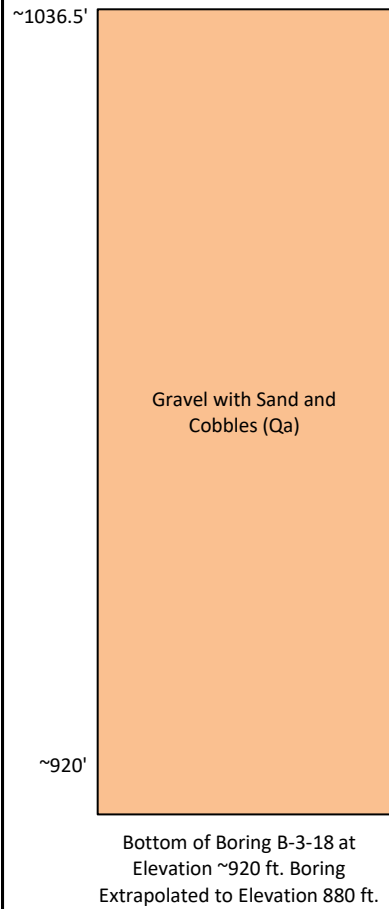 ~1036.5'
Gravel with Sand and
Cobbles (Qa)
~920'
Bottom of Boring B-3-18 at
Elevation ~920 ft. Boring
Extrapolated to Elevation 880 ft.